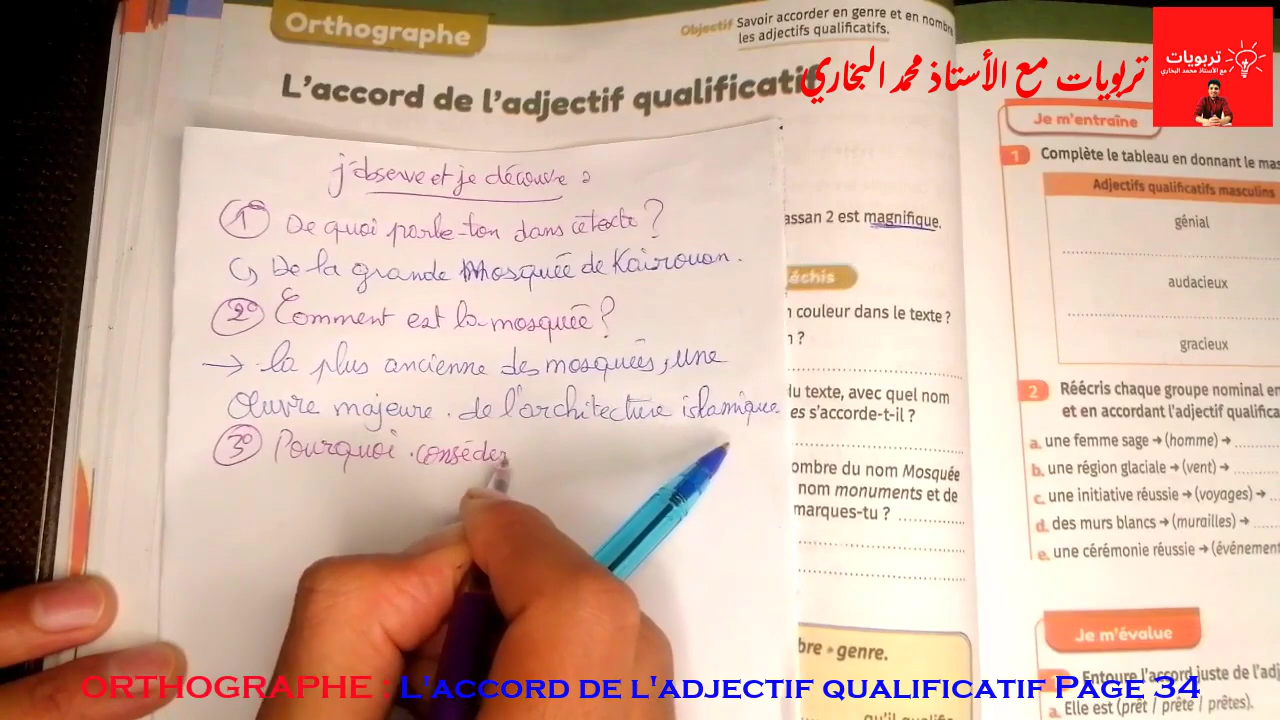 Orthographe
Objectif Savoir accorder en genre et en nombre
les adjectifs qualificatifs.
L'accord de l'adjectif qualificatif
تربويات مع الأستاذ محمد البخاري
تربويات
مع الأستاذ محمد البخاري
j'observe et je découvre :
1° De quoi parle-t-on dans ce texte ?
De la grande Mosquée de Kairouan.
2° Comment est la mosquée ?
→ la plus ancienne des mosquées, une
œuvre majeure. de l'architecture islamique
3° Pourquoi conséder
assan 2 est magnifique.
échis
couleur dans le texte ?
n ?
du texte, avec quel nom
es s'accorde-t-il ?
ombre du nom Mosquée
nom monuments et de
marques-tu ?
bre • genre.
Je m'entraîne
1 Complète le tableau en donnant le mas
Adjectifs qualificatifs masculins
génial
audacieux
gracieux
2 Réécris chaque groupe nominal en
et en accordant l'adjectif qualifica
a. une femme sage → (homme) →
b. une région glaciale → (vent) →
c. une initiative réussie → (voyages) →
d. des murs blancs → (murailles) →
e. une cérémonie réussie → (événement
Je m'évalue
1 Entoure l'accord juste de l'adj
a. Elle est (prêt / prête / prêtes).
ORTHOGRAPHE : L'ACCORD DE L'ADJECTIF QUALIFICATIF PAGE 34